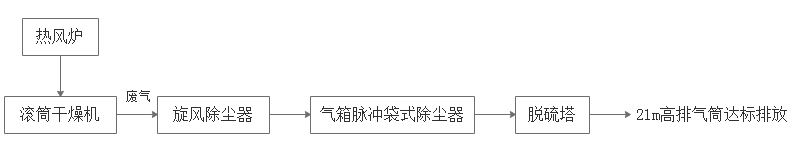 热风炉
废气
滚筒干燥机
旋风除尘器
气箱脉冲袋式除尘器
脱硫塔
21m高排气筒达标排放